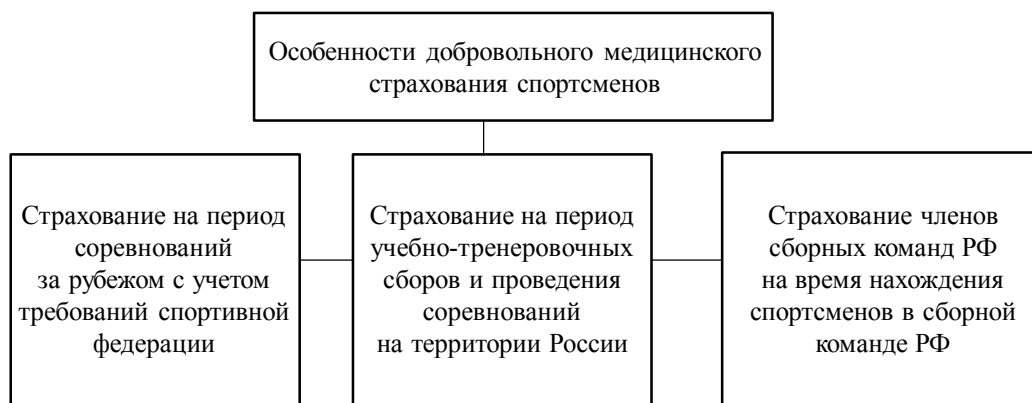 Особенности добровольного медицинского
страхования спортсменов
Страхование на период
соревнований
за рубежом с учетом
требований спортивной
федерации
Страхование на период
учебно-тренеровочных
сборов и проведения
соревнований
на территории России
Страхование членов
сборных команд РФ
на время нахождения
спортсменов в сборной
команде РФ